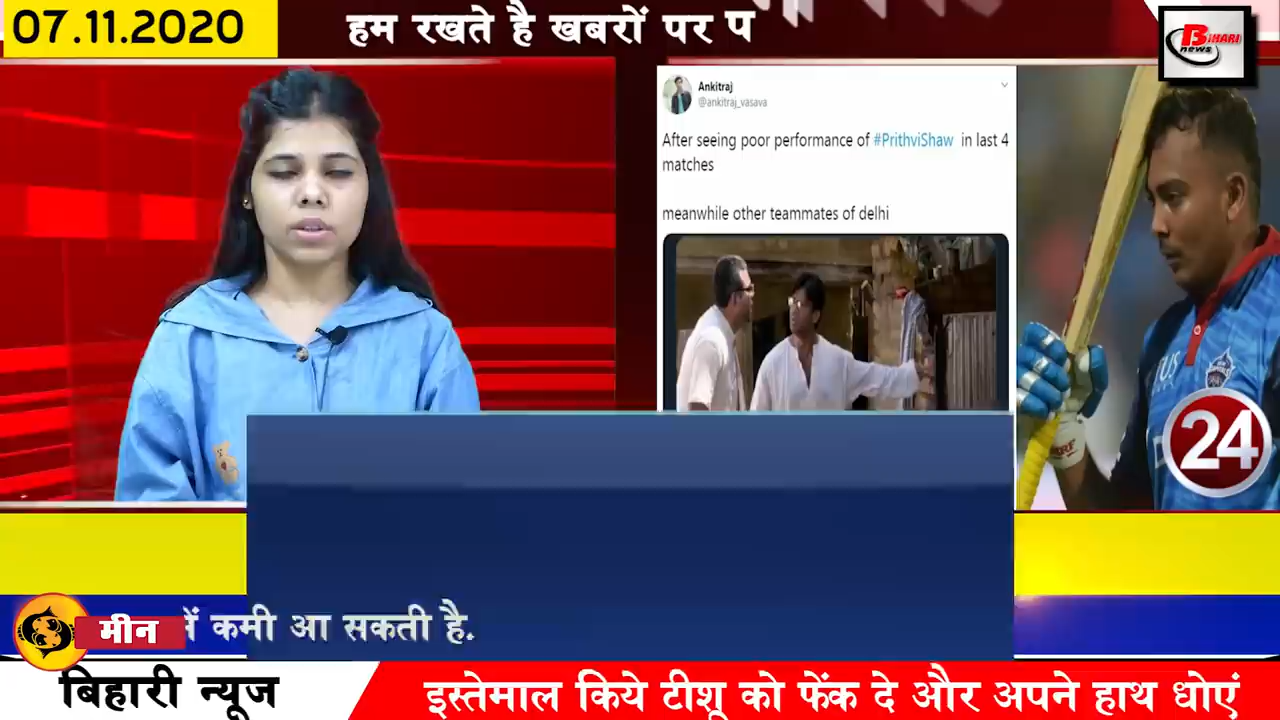 07.11.2020
हम रखते है खबरों पर प
BIHARI
news
Ankitraj
@ankitraj_vasava
After seeing poor performance of #PrithviShaw in last 4
matches
meanwhile other teammates of delhi
24
मीन
में कमी आ सकती है.
बिहारी न्यूज
इस्तेमाल किये टीशू को फेंक दे और अपने हाथ धोएं